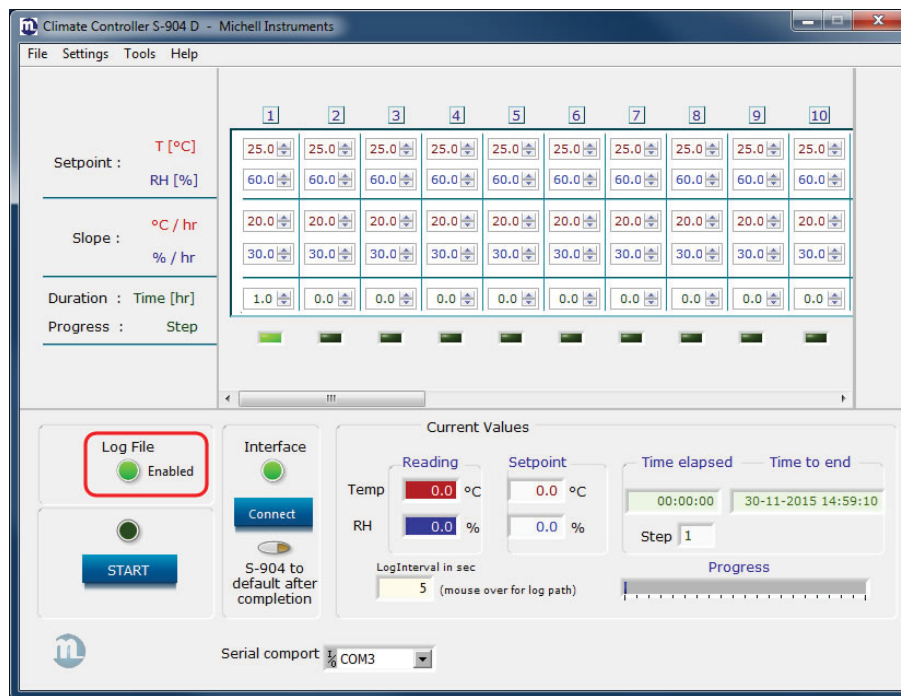 Climate Controller S-904 D - Michell Instruments
File Settings Tools Help
1 2 3 4 5 6 7 8 9 10
Setpoint :
T [°C] 25.0 25.0 25.0 25.0 25.0 25.0 25.0 25.0 25.0 25.0
RH [%] 60.0 60.0 60.0 60.0 60.0 60.0 60.0 60.0 60.0 60.0
Slope :
°C / hr 20.0 20.0 20.0 20.0 20.0 20.0 20.0 20.0 20.0 20.0
% / hr 30.0 30.0 30.0 30.0 30.0 30.0 30.0 30.0 30.0 30.0
Duration : Time [hr] 1.0 0.0 0.0 0.0 0.0 0.0 0.0 0.0 0.0 0.0
Progress : Step
Log File
Enabled
START
Interface
Connect
S-904 to
default after
completion
Current Values
Reading Setpoint
Temp 0.0 °C 0.0 °C
RH 0.0 % 0.0 %
LogInterval in sec
5 (mouse over for log path)
Time elapsed Time to end
00:00:00 30-11-2015 14:59:10
Step 1
Progress
Serial comport COM3